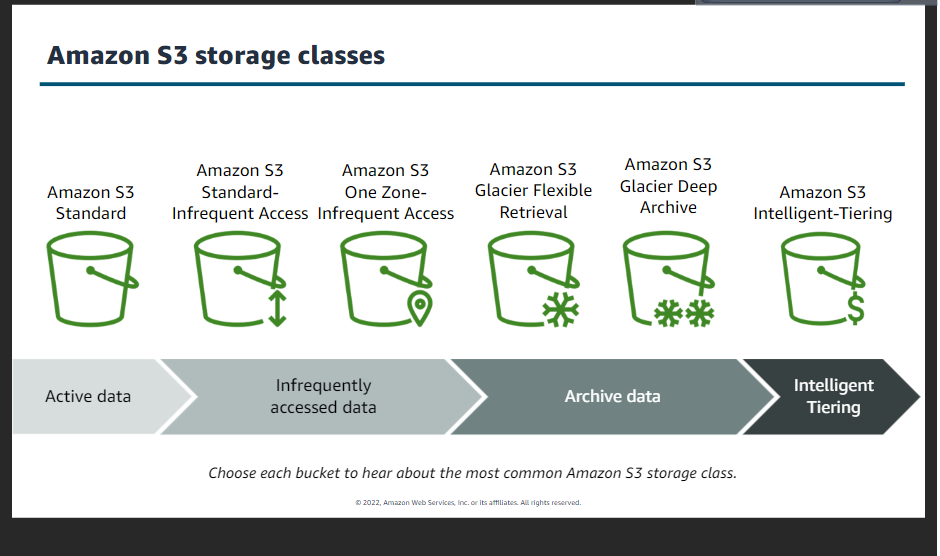 Amazon S3 storage classes
Amazon S3
Standard
Amazon S3
Standard-
Infrequent Access
Amazon S3
One Zone-
Infrequent Access
Amazon S3
Glacier Flexible
Retrieval
Amazon S3
Glacier Deep
Archive
Amazon S3
Intelligent-Tiering
$
Active data
Infrequently
accessed data
Archive data
Intelligent
Tiering
Choose each bucket to hear about the most common Amazon S3 storage class.
© 2022, Amazon Web Services, Inc. or its affiliates. All rights reserved.